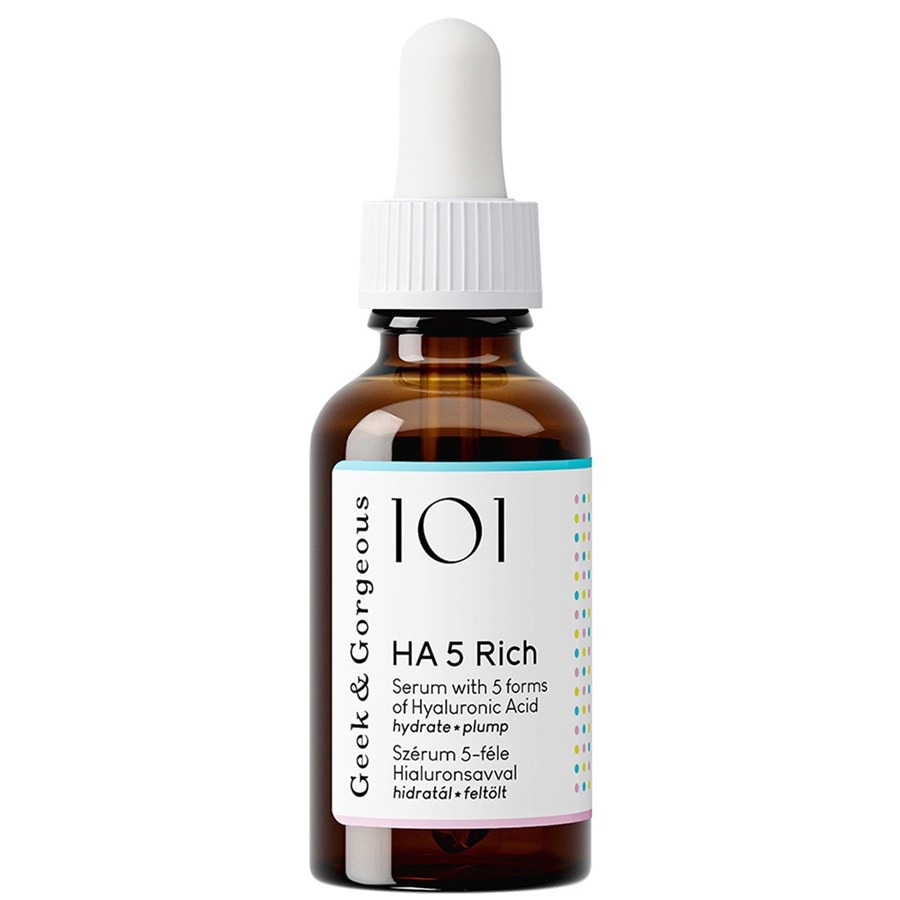 Geek & Gorgeous
101
HA 5 Rich
Serum with 5 forms
of Hyaluronic Acid
hydrate★plump
Szérum 5-féle
Hialuronsavval
hidratál★feltölt